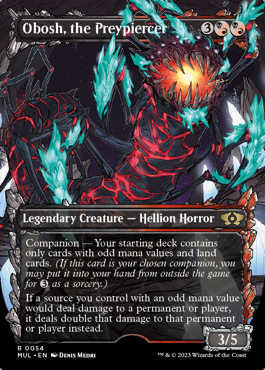 Obosh, the Preypiercer 3
Legendary Creature — Hellion Horror
Companion — Your starting deck contains
only cards with odd mana values and land
cards. (If this card is your chosen companion, you
may put it into your hand from outside the game
for 3 as a sorcery.)
If a source you control with an odd mana value
would deal damage to a permanent or player,
it deals double that damage to that permanent
or player instead.
3/5
R 0054
MUL • EN DENIS MEDRI
™ & © 2023 Wizards of the Coast